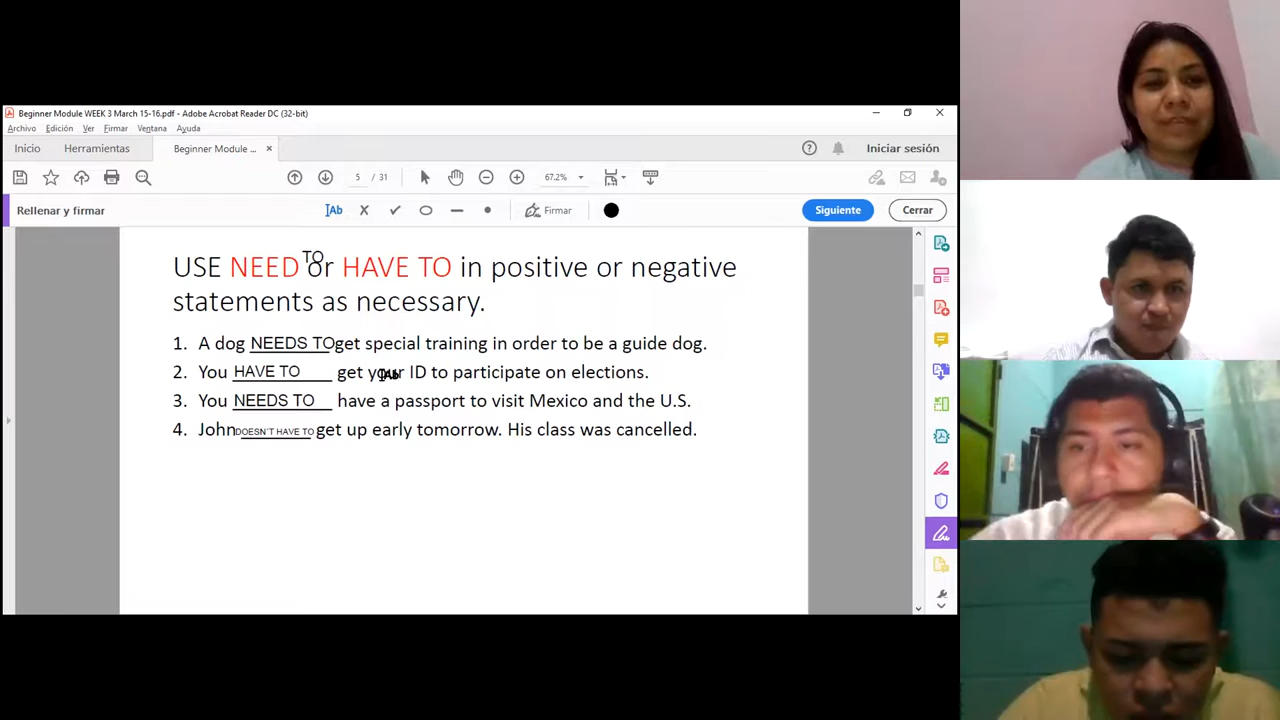 Beginner Module WEEK 3 March 15-16.pdf - Adobe Acrobat Reader DC (32-bit)
Archivo Edición Ver Firmar Ventana Ayuda
Inicio Herramientas Beginner Module ... × Iniciar sesión
5 / 31 67.2%
Rellenar y firmar Ab Firmar Siguiente Cerrar
TO
USE NEED or HAVE TO in positive or negative
statements as necessary.
1. A dog NEEDS TO get special training in order to be a guide dog.
2. You HAVE TO get your ID to participate on elections.
3. You NEEDS TO have a passport to visit Mexico and the U.S.
4. John DOESN'T HAVE TO get up early tomorrow. His class was cancelled.